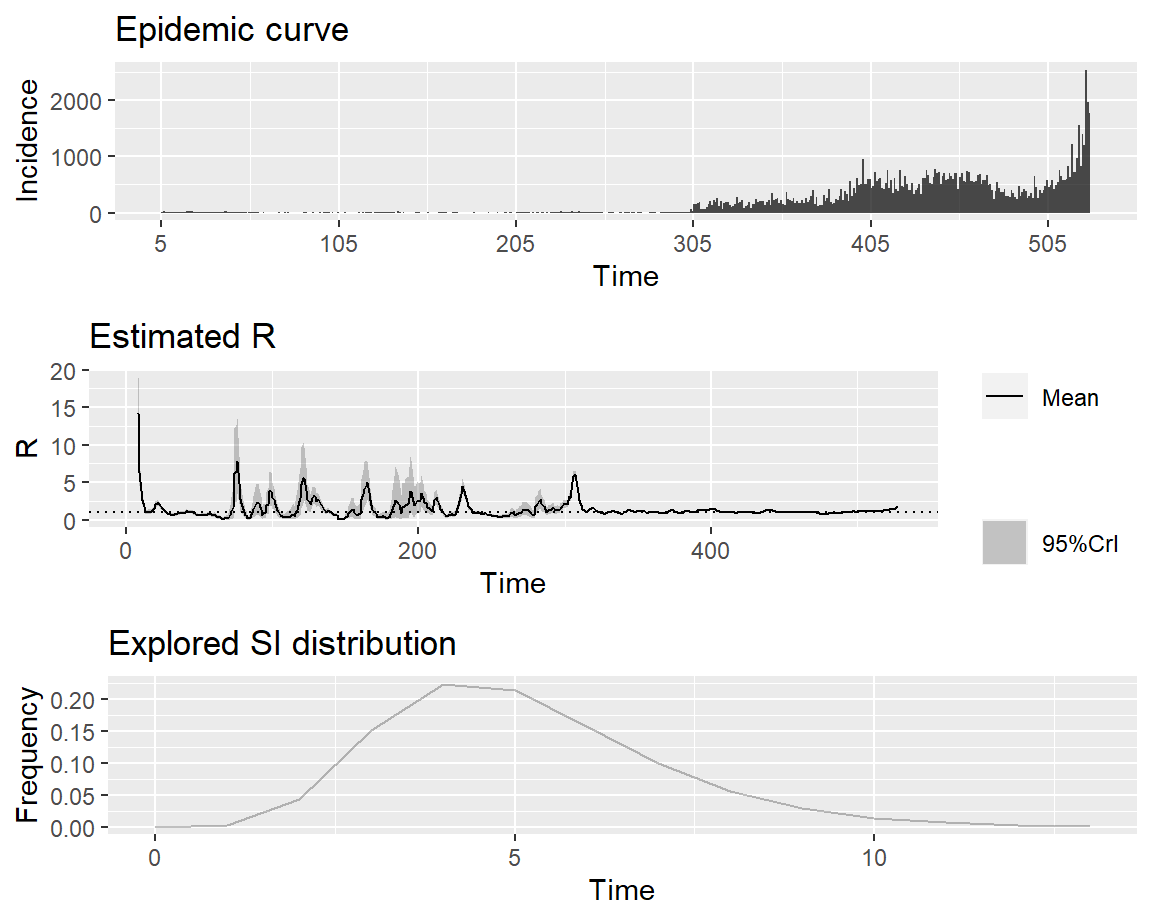 Epidemic curve
2000
1000
0
Incidence
5 105 205 305 405 505
Time
Estimated R
20
15
10
5
0
R
0 200 400
Time
Mean
95%CrI
Explored SI distribution
0.20
0.15
0.10
0.05
0.00
Frequency
0 5 10
Time